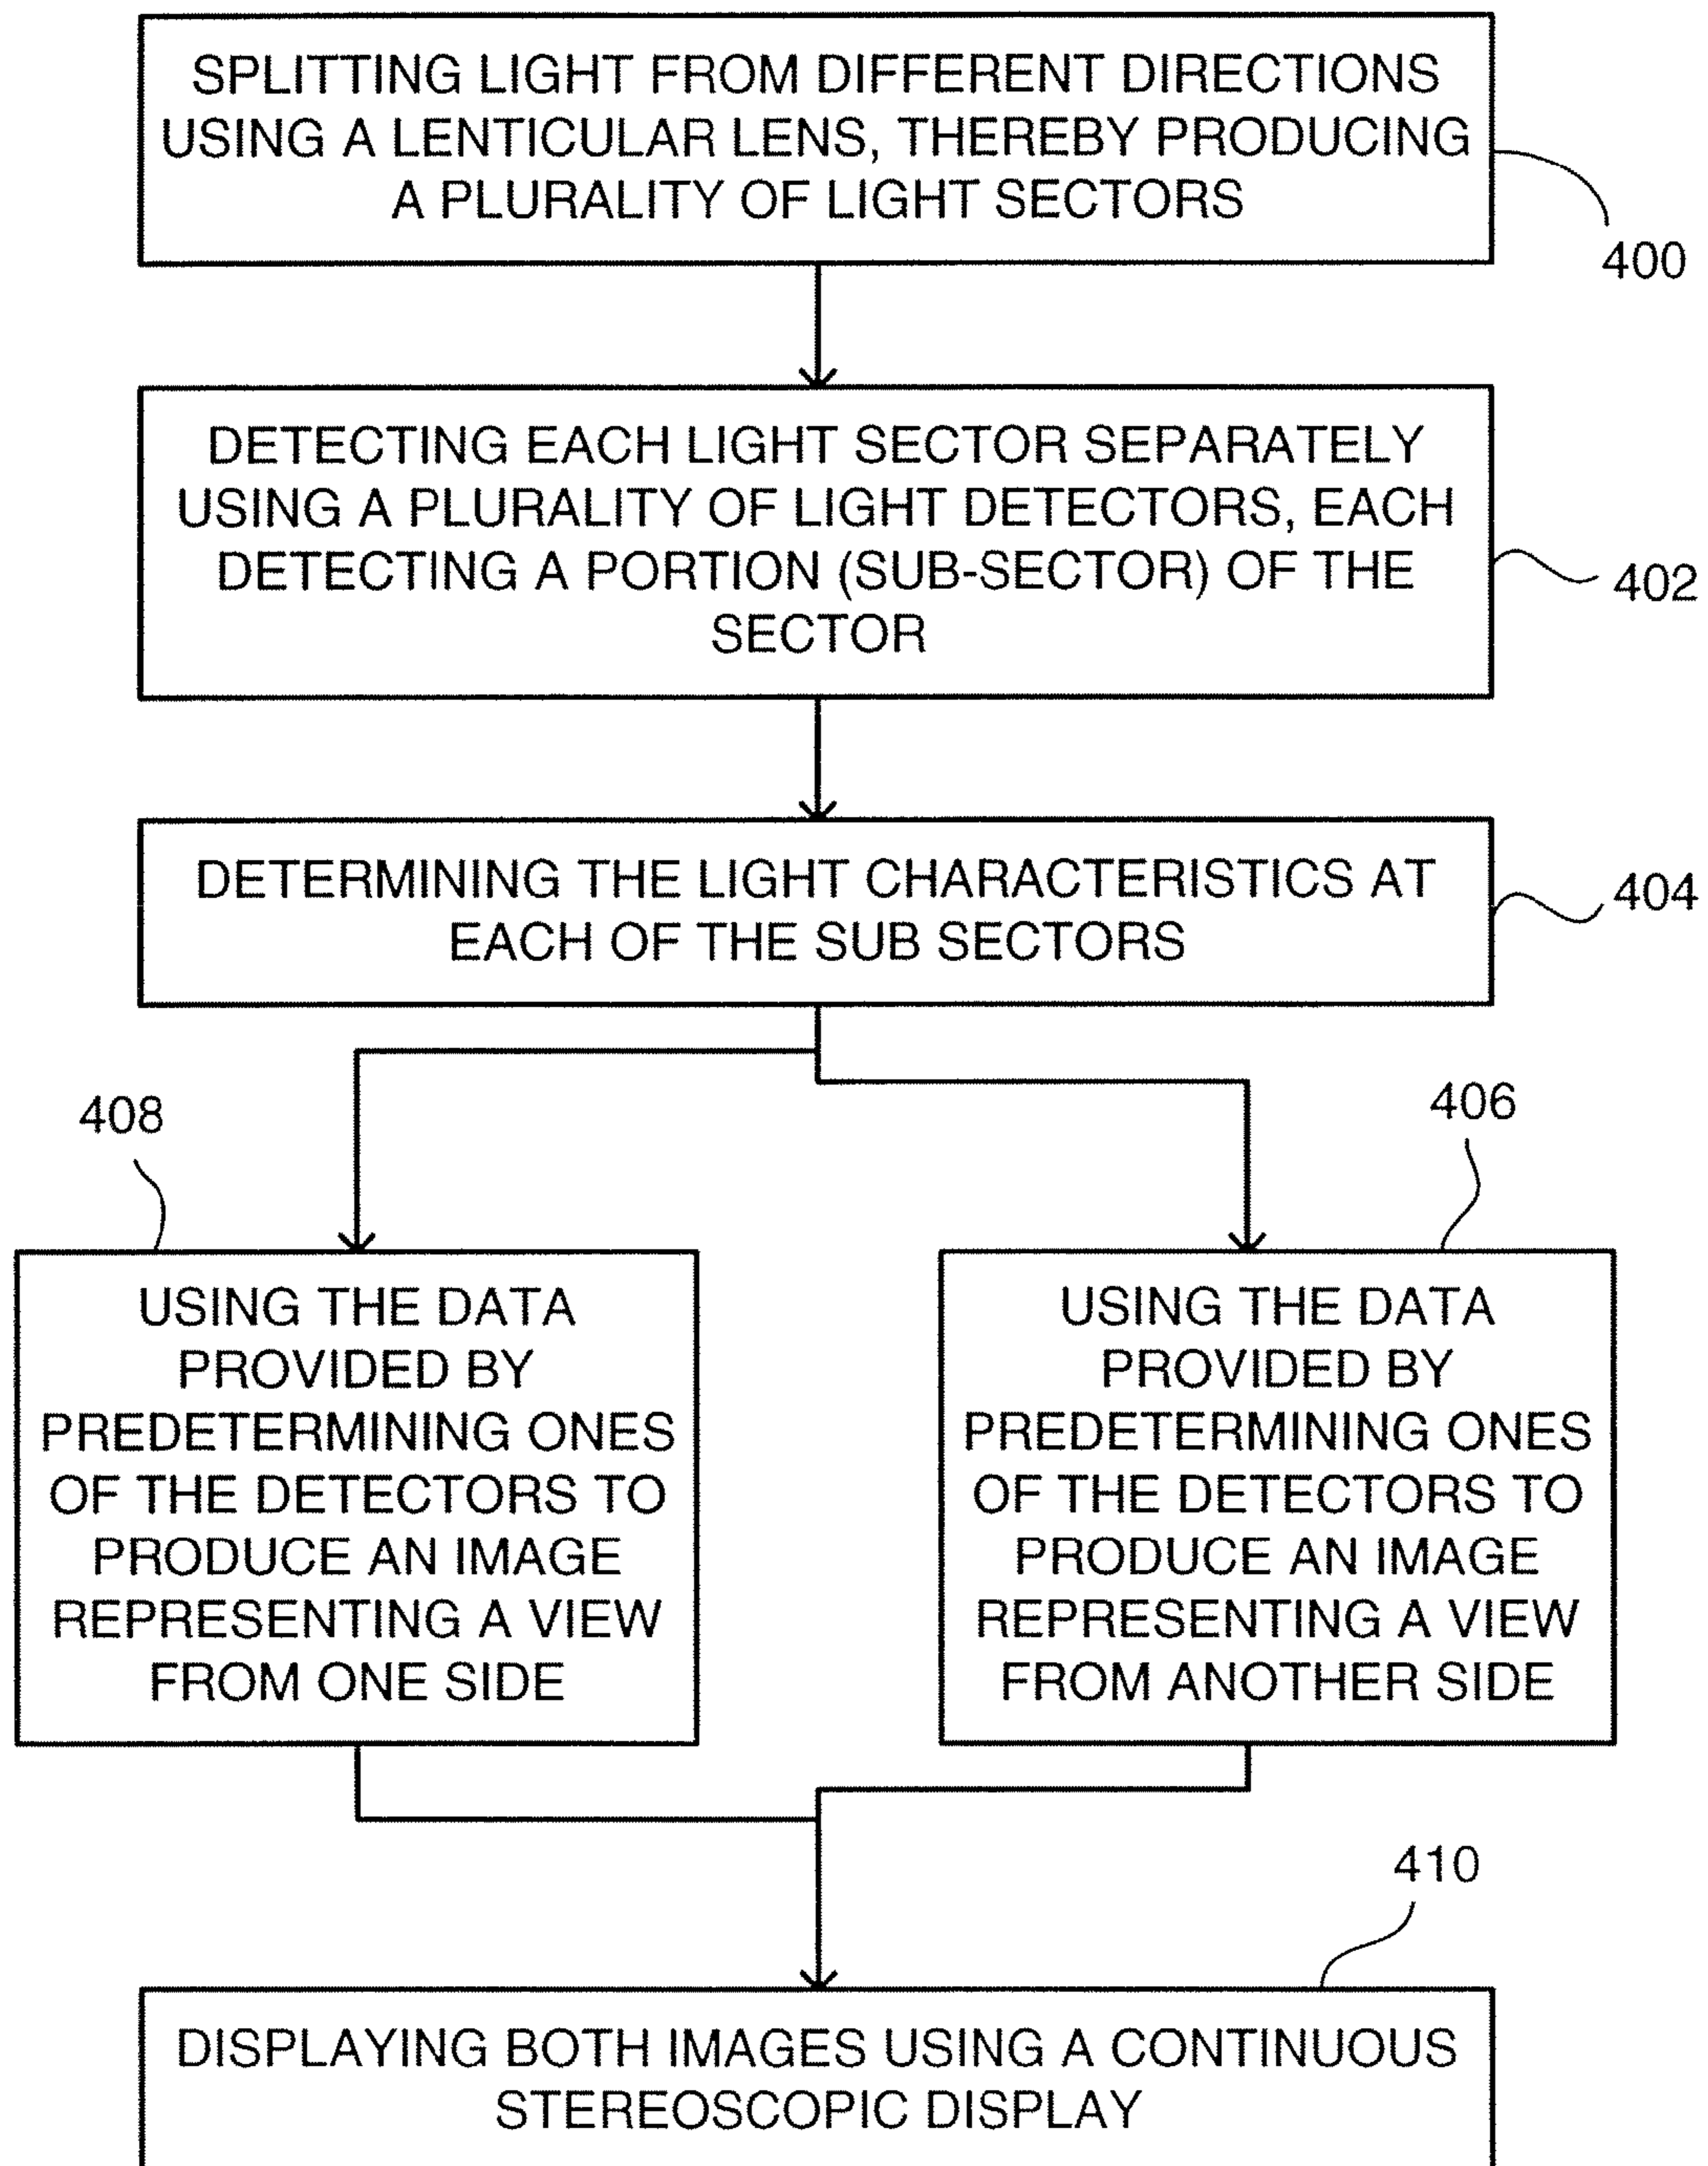 SPLITTING LIGHT FROM DIFFERENT DIRECTIONS
USING A LENTICULAR LENS, THEREBY PRODUCING
A PLURALITY OF LIGHT SECTORS
400
DETECTING EACH LIGHT SECTOR SEPARATELY
USING A PLURALITY OF LIGHT DETECTORS, EACH
DETECTING A PORTION (SUB-SECTOR) OF THE
SECTOR
402
DETERMINING THE LIGHT CHARACTERISTICS AT
EACH OF THE SUB SECTORS
404
408
USING THE DATA
PROVIDED BY
PREDETERMINING ONES
OF THE DETECTORS TO
PRODUCE AN IMAGE
REPRESENTING A VIEW
FROM ONE SIDE
406
USING THE DATA
PROVIDED BY
PREDETERMINING ONES
OF THE DETECTORS TO
PRODUCE AN IMAGE
REPRESENTING A VIEW
FROM ANOTHER SIDE
410
DISPLAYING BOTH IMAGES USING A CONTINUOUS
STEREOSCOPIC DISPLAY